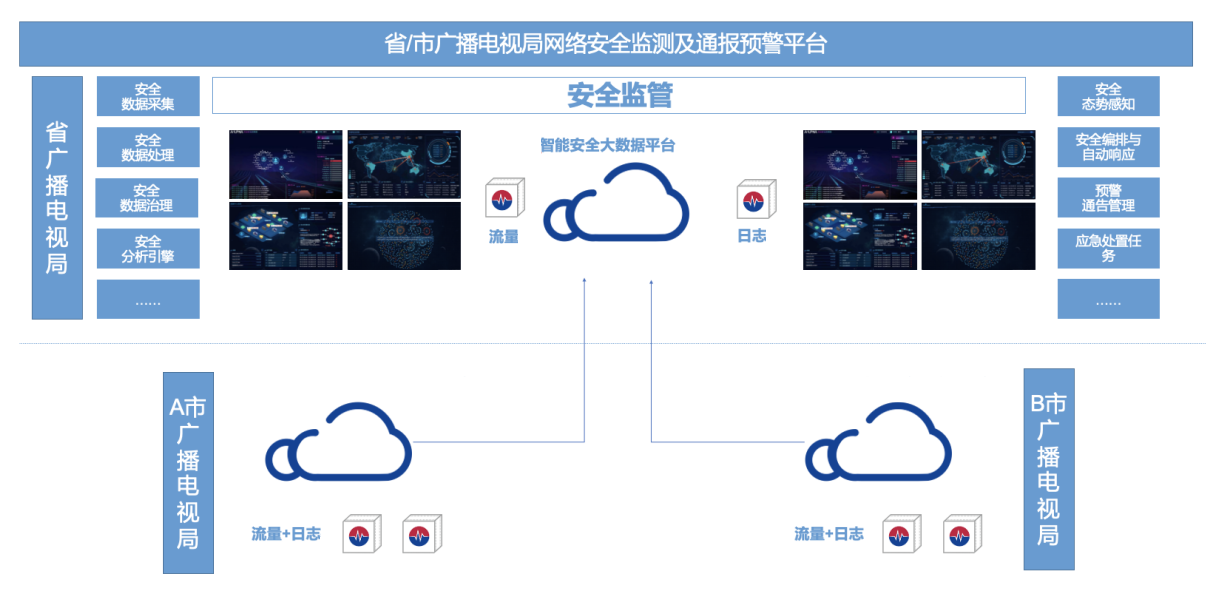 省/市广播电视局网络安全监测及通报预警平台
省广播电视局
安全
数据采集
安全
数据处理
安全
数据治理
安全
分析引擎
……
安全监管
智能安全大数据平台
流量
日志
安全
态势感知
安全编排与
自动响应
预警
通告管理
应急处置任
务
……
A市广播电视局
流量+日志
B市广播电视局
流量+日志